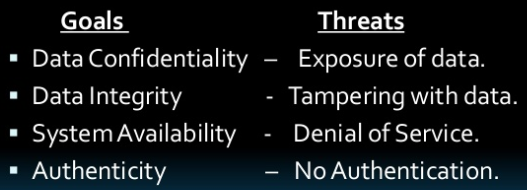 Goals Threats
▪ Data Confidentiality – Exposure of data.
▪ Data Integrity - Tampering with data.
▪ System Availability - Denial of Service.
▪ Authenticity – No Authentication.